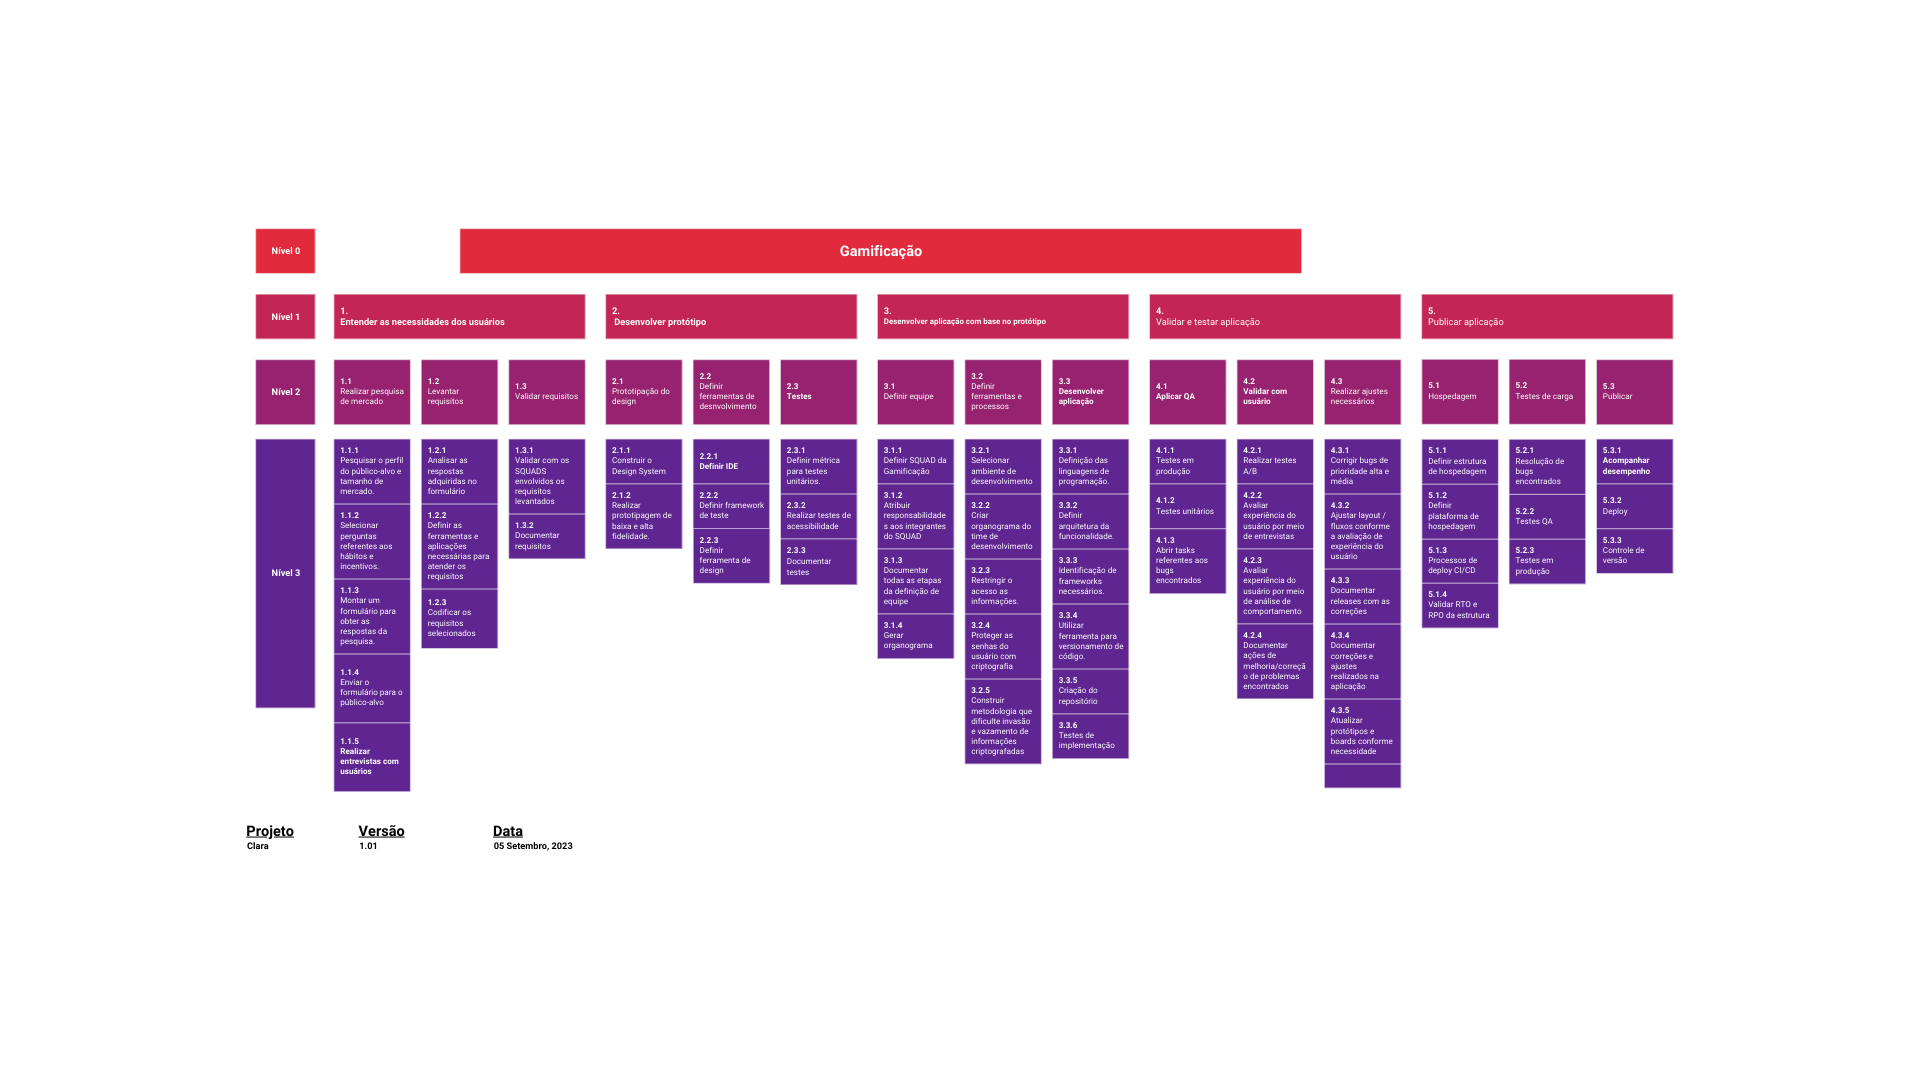 Nível 0
Gamificação
Nível 1
1.
Entender as necessidades dos usuários
2.
Desenvolver protótipo
3.
Desenvolver aplicação com base no protótipo
4.
Validar e testar aplicação
5.
Publicar aplicação
Nível 2
1.1
Realizar pesquisa
de mercado
1.2
Levantar
requisitos
1.3
Validar requisitos
2.1
Prototipação do
design
2.2
Definir
ferramentas de
desnvolvimento
2.3
Testes
3.1
Definir equipe
3.2
Definir
ferramentas e
processos
3.3
Desenvolver
aplicação
4.1
Aplicar QA
4.2
Validar com
usuário
4.3
Realizar ajustes
necessários
5.1
Hospedagem
5.2
Testes de carga
5.3
Publicar
Nível 3
1.1.1
Pesquisar o perfil
do público-alvo e
tamanho de
mercado.
1.1.2
Selecionar
perguntas
referentes aos
hábitos e
incentivos.
1.1.3
Montar um
formulário para
obter as
respostas da
pesquisa.
1.1.4
Enviar o
formulário para o
público-alvo
1.1.5
Realizar
entrevistas com
usuários
1.2.1
Analisar as
respostas
adquiridas no
formulário
1.2.2
Definir as
ferramentas e
aplicações
necessárias para
atender os
requisitos
1.2.3
Codificar os
requisitos
selecionados
1.3.1
Validar com os
SQUADS
envolvidos os
requisitos
levantados
1.3.2
Documentar
requisitos
2.1.1
Construir o
Design System
2.1.2
Realizar
prototipagem de
baixa e alta
fidelidade.
2.2.1
Definir IDE
2.2.2
Definir framework
de teste
2.2.3
Definir
ferramenta de
design
2.3.1
Definir métrica
para testes
unitários.
2.3.2
Realizar testes de
acessibilidade
2.3.3
Documentar
testes
3.1.1
Definir SQUAD da
Gamificação
3.1.2
Atribuir
responsabilidade
s aos integrantes
do SQUAD
3.1.3
Documentar
todas as etapas
da definição de
equipe
3.1.4
Gerar
organograma
3.2.1
Selecionar
ambiente de
desenvolvimento
3.2.2
Criar
organograma do
time de
desenvolvimento
3.2.3
Restringir o
acesso as
informações.
3.2.4
Proteger as
senhas do
usuário com
criptografia
3.2.5
Construir
metodologia que
dificulte invasão
e vazamento de
informações
criptografadas
3.3.1
Definição das
linguagens de
programação.
3.3.2
Definir
arquitetura da
funcionalidade.
3.3.3
Identificação de
frameworks
necessários.
3.3.4
Utilizar
ferramenta para
versionamento de
código.
3.3.5
Criação do
repositório
3.3.6
Testes de
implementação
4.1.1
Testes em
produção
4.1.2
Testes unitários
4.1.3
Abrir tasks
referentes aos
bugs
encontrados
4.2.1
Realizar testes
A/B
4.2.2
Avaliar
experiência do
usuário por meio
de entrevistas
4.2.3
Avaliar
experiência do
usuário por meio
de análise de
comportamento
4.2.4
Documentar
ações de
melhoria/correçã
o de problemas
encontrados
4.3.1
Corrigir bugs de
prioridade alta e
média
4.3.2
Ajustar layout /
fluxos conforme
a avaliação de
experiência do
usuário
4.3.3
Documentar
releases com as
correções
4.3.4
Documentar
correções e
ajustes
realizados na
aplicação
4.3.5
Atualizar
protótipos e
boards conforme
necessidade
5.1.1
Definir estrutura
de hospedagem
5.1.2
Definir
plataforma de
hospedagem
5.1.3
Processos de
deploy CI/CD
5.1.4
Validar RTO e
RPO da estrutura
5.2.1
Resolução de
bugs
encontrados
5.2.2
Testes QA
5.2.3
Testes em
produção
5.3.1
Acompanhar
desempenho
5.3.2
Deploy
5.3.3
Controle de
versão
Projeto
Clara
Versão
1.01
Data
05 Setembro, 2023